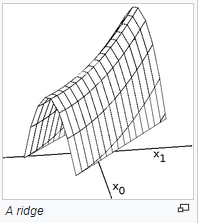 x₁
x₀
A ridge